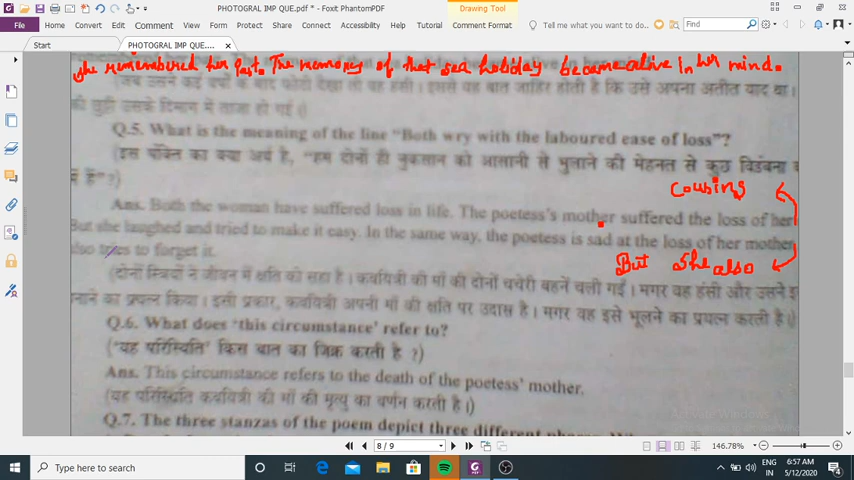 PHOTOGRAL IMP QUE.pdf * - Foxit PhantomPDF
Drawing Tool
File Home Edit Comment View Form Protect Share Connect Accessibility Help Tutorial Comment Format Tell me what you want to do... Find
Start PHOTOGRAL IMP QUE....
She remembered her past. The memory of that sea holiday became alive in her mind.
की छुट्टी उसके दिमाग में ताजा हो गई।)
Q.5. What is the meaning of the line "Both wry with the laboured ease of loss"?
(इस पंक्ति का क्या अर्थ है, "हम दोनों ही नुकसान को आसानी से भुलाने की मेहनत से कुछ विडंबना
में हैं"?)
Cousins
Ans. Both the woman have suffered loss in life. The poetess's mother suffered the loss of her
But she laughed and tried to make it easy. In the same way, the poetess is sad at the loss of her mother
But She also
also tries to forget it.
(दोनों स्त्रियों ने जीवन में क्षति को सहा है। कवयित्री की माँ की दोनों चचेरी बहनें चली गईं। मगर वह हंसी और उसने
नाने का प्रयत्न किया। इसी प्रकार, कवयित्री अपनी माँ की क्षति पर उदास है। मगर वह इसे भूलने का प्रयत्न करती है।)
Q.6. What does 'this circumstance' refer to?
("यह परिस्थिति" किस बात का जिक्र करती है ?)
Ans. This circumstance refers to the death of the poetess' mother.
(यह परिस्थिति कवयित्री की माँ की मृत्यु का वर्णन करती है।)
Q.7. The three stanzas of the poem depict three different phases.
8 / 9
146.78%
Type here to search
ENG
IN
6:57 AM
5/12/2020
4